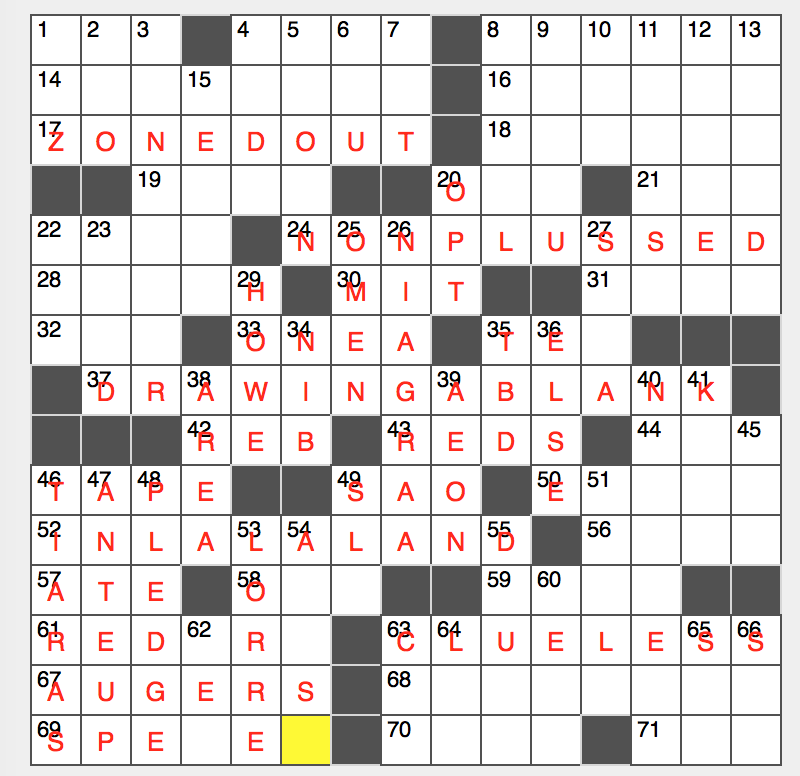 1 2 3 4 5 6 7 8 9 10 11 12 13
14 15 16
17 Z O N E D O U T 18
19 20 O 21
22 23 24 N 25 O 26 N P L U 27 S S E D
28 29 H 30 M I T 31
32 33 O 34 N E A 35 T 36 E
37 D R 38 A W I N G 39 A B L A 40 N 41 K
42 R E B 43 R E D S 44 45
46 T 47 A 48 P E 49 S A O 50 E 51
52 I N L A 53 L 54 A L A N 55 D 56
57 A T E 58 O 59 60
61 R E D 62 R 63 C 64 L U E L E 65 S 66 S
67 A U G E R S 68
69 S P E E 70 71